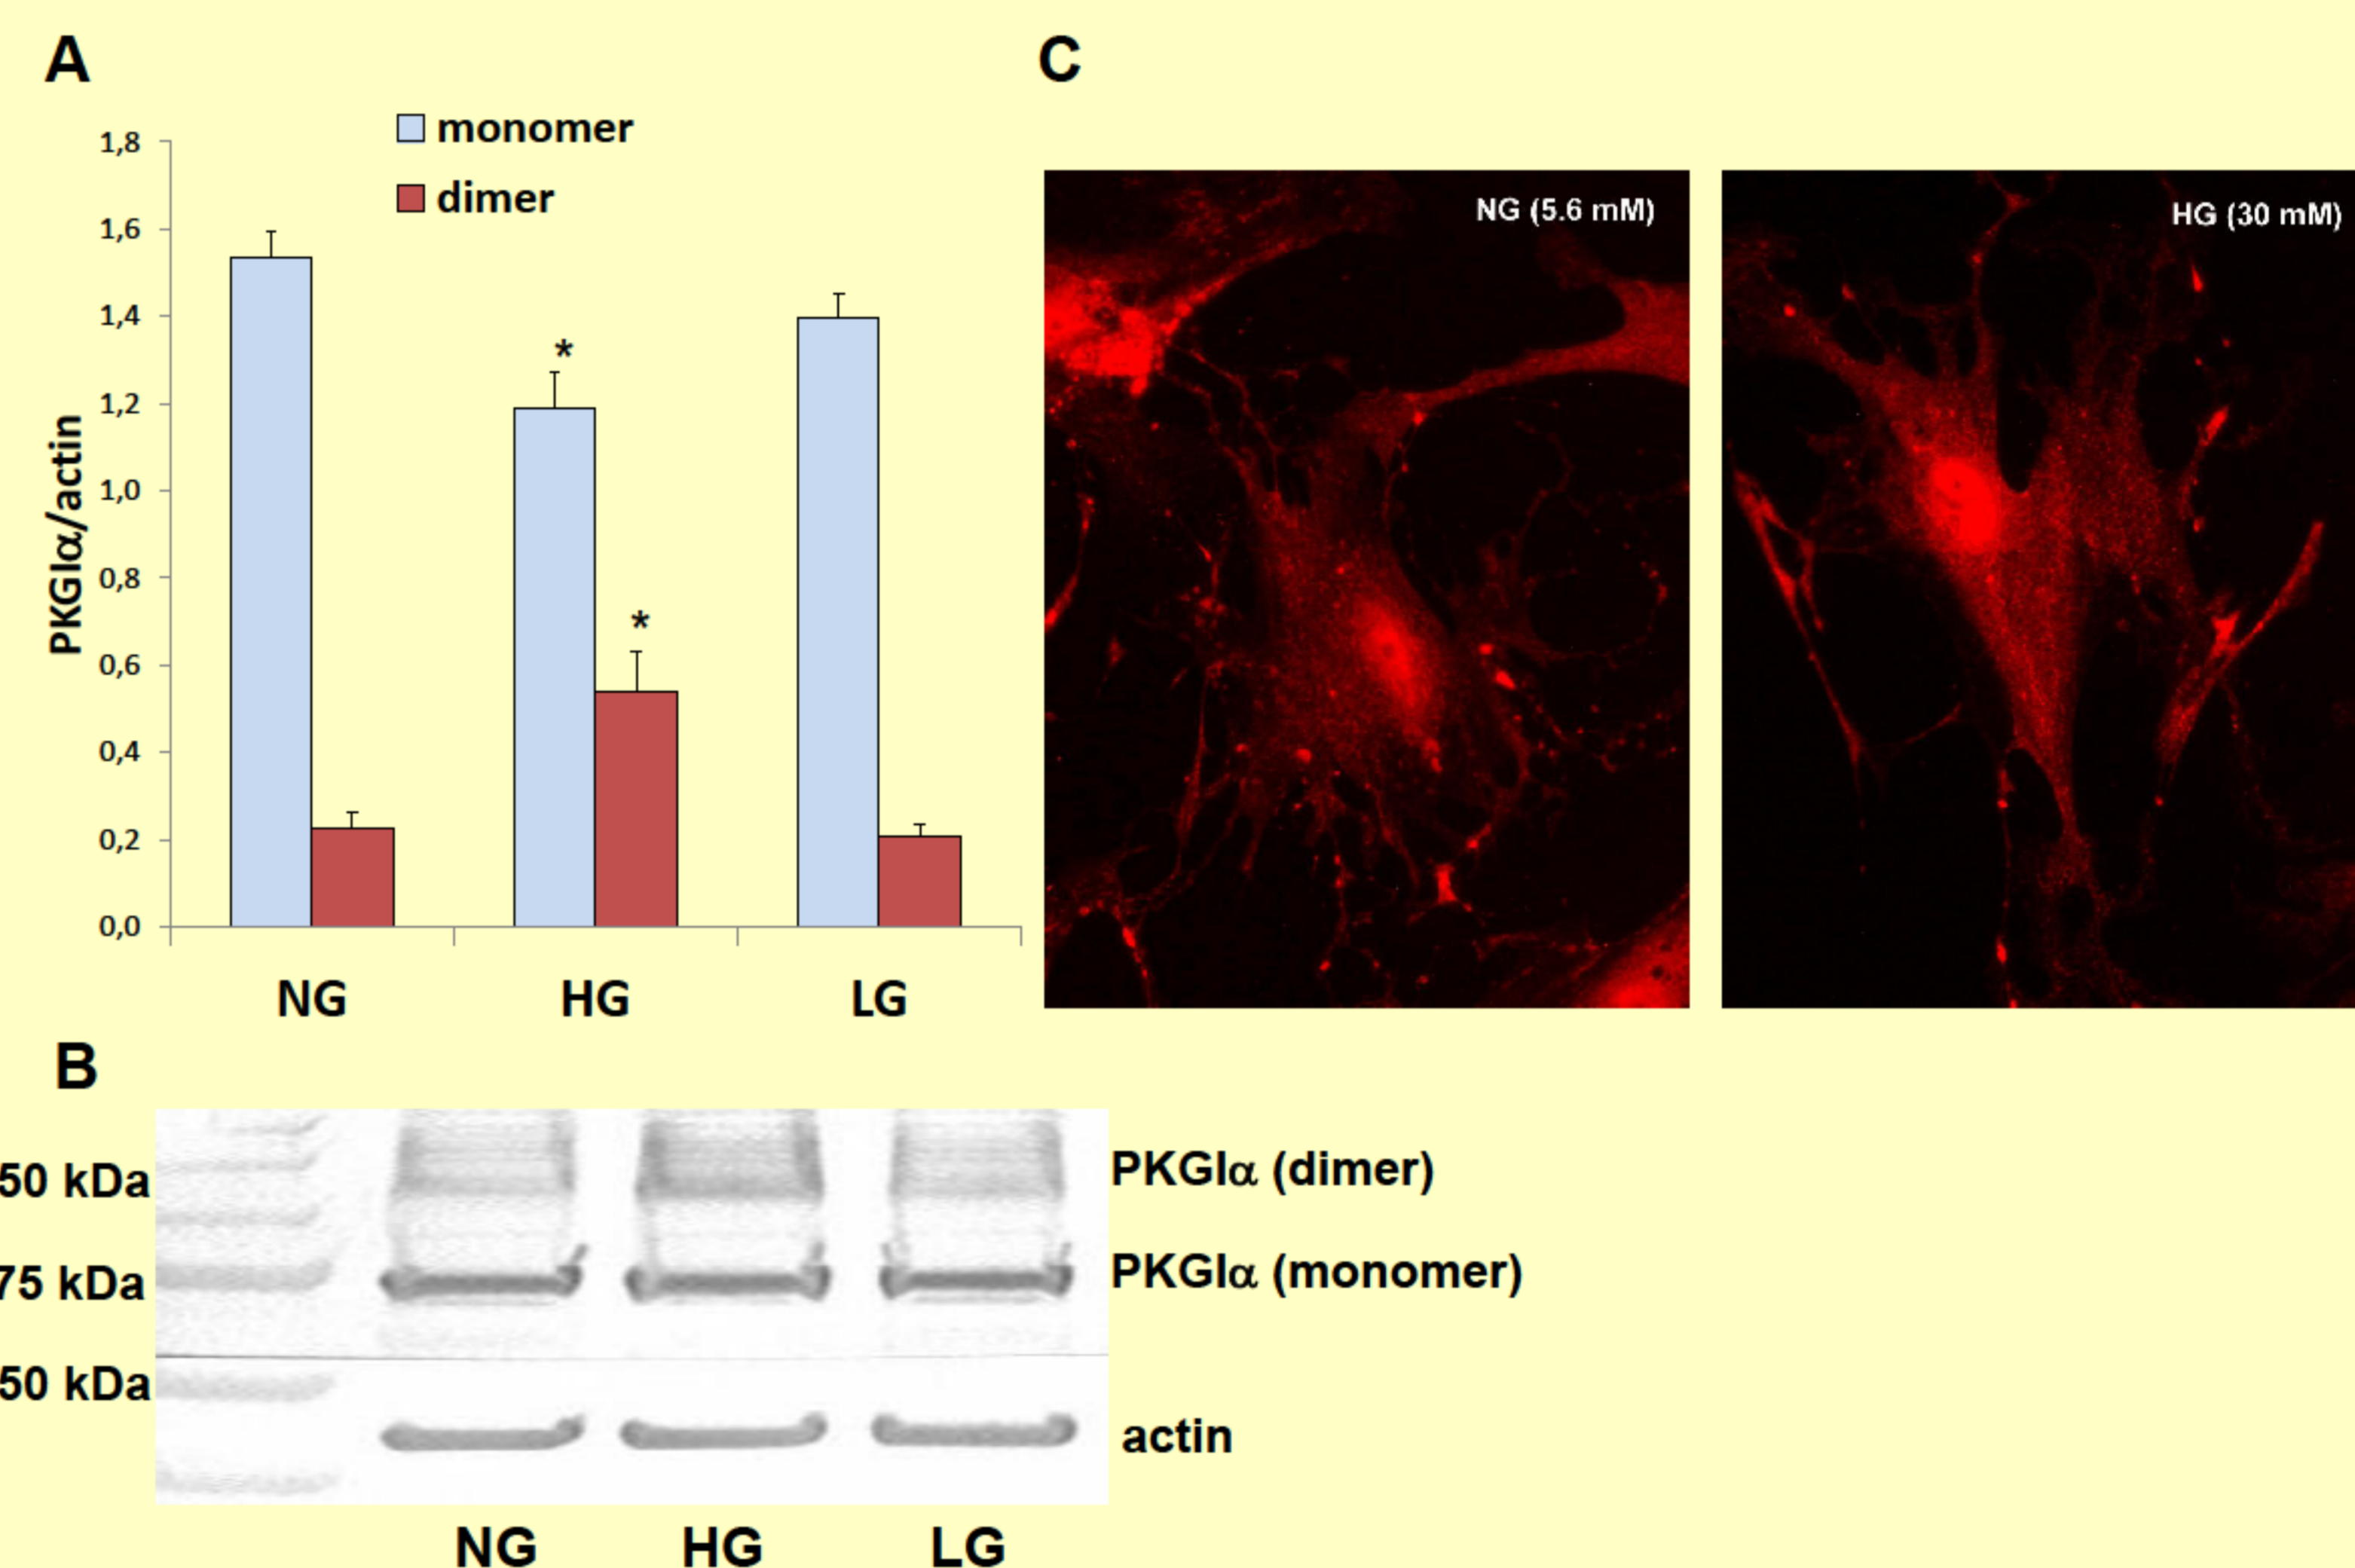 A
monomer
dimer
1,8
1,6
1,4
1,2
1,0
0,8
0,6
0,4
0,2
0,0
PKGIα/actin
*
*
NG HG LG
C
NG (5.6 mM)
HG (30 mM)
B
50 kDa
75 kDa
50 kDa
PKGIα (dimer)
PKGIα (monomer)
actin
NG HG LG